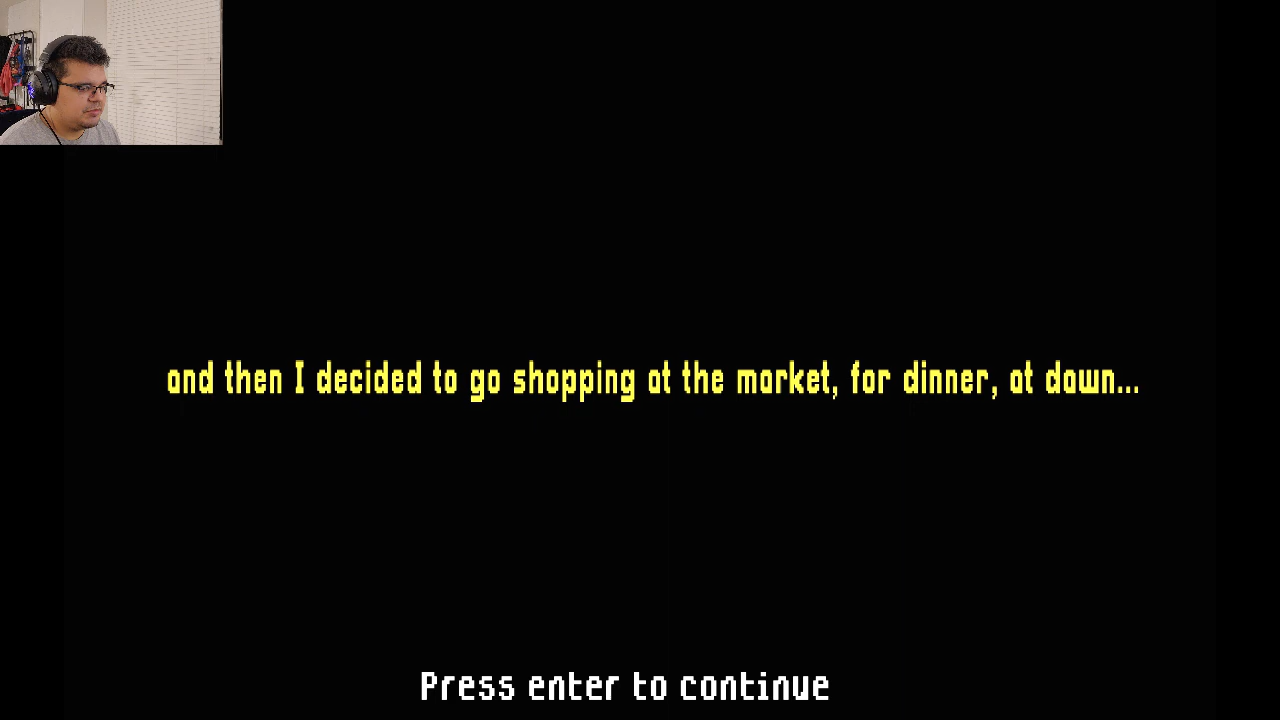 and then I decided to go shopping at the market, for dinner, at dawn...
Press enter to continue